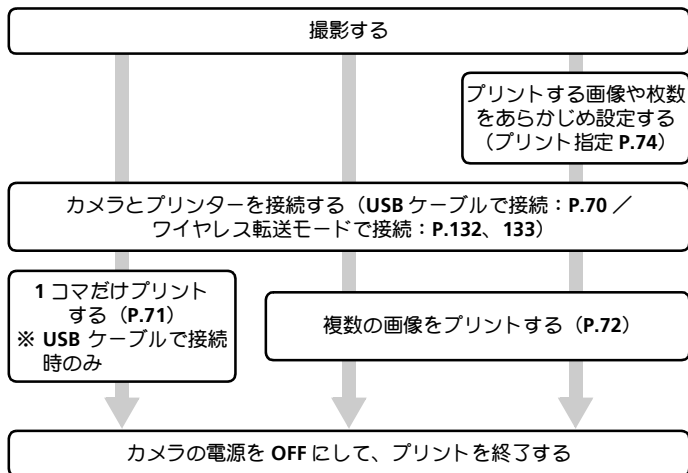 撮影する
プリントする画像や枚数
をあらかじめ設定する
（プリント指定 P.74）
カメラとプリンターを接続する（USB ケーブルで接続：P.70 ／
ワイヤレス転送モードで接続：P.132、133）
1 コマだけプリント
する（P.71）
※ USB ケーブルで接続
時のみ
複数の画像をプリントする（P.72）
カメラの電源を OFF にして、プリントを終了する